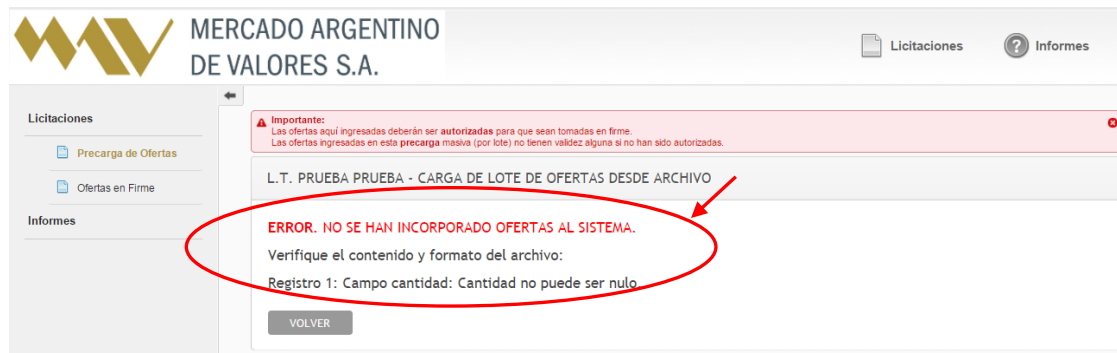 MERCADO ARGENTINO
DE VALORES S.A.
Licitaciones
Informes
Licitaciones
Precarga de Ofertas
Ofertas en Firme
Informes
Importante:
Las ofertas aquí ingresadas deberán ser autorizadas para que sean tomadas en firme.
Las ofertas ingresadas en esta precarga masiva (por lote) no tienen validez alguna si no han sido autorizadas.
L.T. PRUEBA PRUEBA - CARGA DE LOTE DE OFERTAS DESDE ARCHIVO
ERROR. NO SE HAN INCORPORADO OFERTAS AL SISTEMA.
Verifique el contenido y formato del archivo:
Registro 1: Campo cantidad: Cantidad no puede ser nulo.
VOLVER